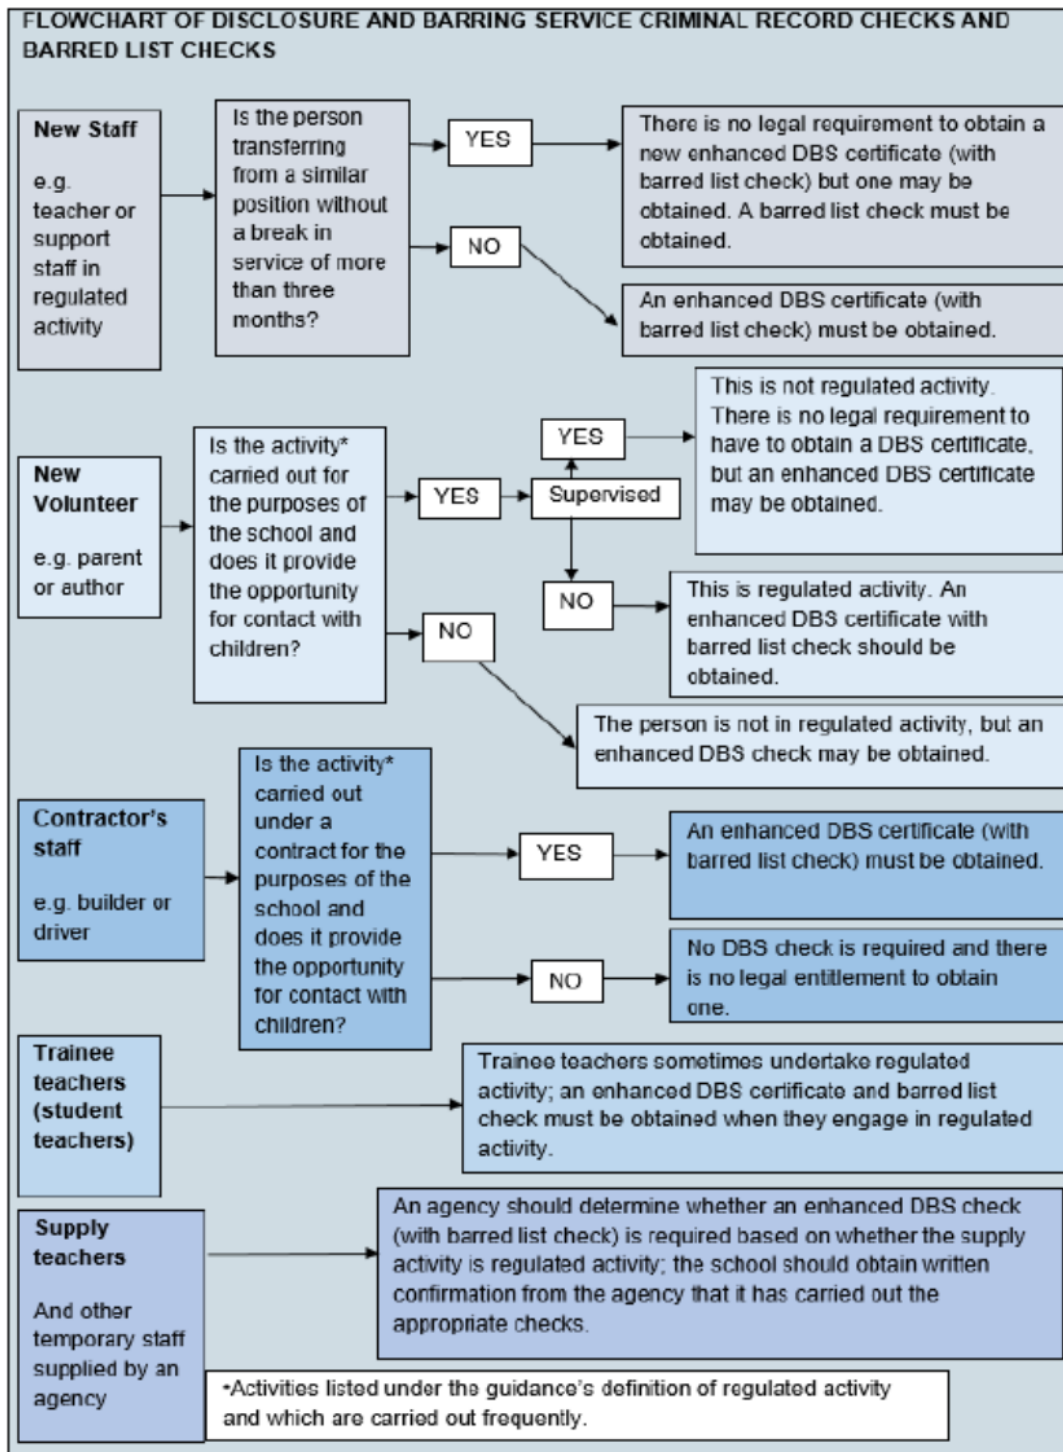 FLOWCHART OF DISCLOSURE AND BARRING SERVICE CRIMINAL RECORD CHECKS AND
BARRED LIST CHECKS
New Staff
e.g.
teacher or
support
staff in
regulated
activity
Is the person
transferring
from a similar
position without
a break in
service of more
than three
months?
YES
There is no legal requirement to obtain a
new enhanced DBS certificate (with
barred list check) but one may be
obtained. A barred list check must be
obtained.
NO
An enhanced DBS certificate (with
barred list check) must be obtained.
New
Volunteer
e.g. parent
or author
Is the activity*
carried out for
the purposes of
the school and
does it provide
the opportunity
for contact with
children?
YES
Supervised
YES
This is not regulated activity.
There is no legal requirement to
have to obtain a DBS certificate,
but an enhanced DBS certificate
may be obtained.
NO
This is regulated activity. An
enhanced DBS certificate with
barred list check should be
obtained.
NO
The person is not in regulated activity, but an
enhanced DBS check may be obtained.
Contractor's
staff
e.g. builder or
driver
Is the activity*
carried out
under a
contract for the
purposes of the
school and
does it provide
the opportunity
for contact with
children?
YES
An enhanced DBS certificate (with
barred list check) must be obtained.
NO
No DBS check is required and there
is no legal entitlement to obtain
one.
Trainee
teachers
(student
teachers)
Trainee teachers sometimes undertake regulated
activity; an enhanced DBS certificate and barred list
check must be obtained when they engage in regulated
activity.
Supply
teachers
And other
temporary staff
supplied by an
agency
An agency should determine whether an enhanced DBS check
(with barred list check) is required based on whether the supply
activity is regulated activity; the school should obtain written
confirmation from the agency that it has carried out the
appropriate checks.
*Activities listed under the guidance's definition of regulated activity
and which are carried out frequently.